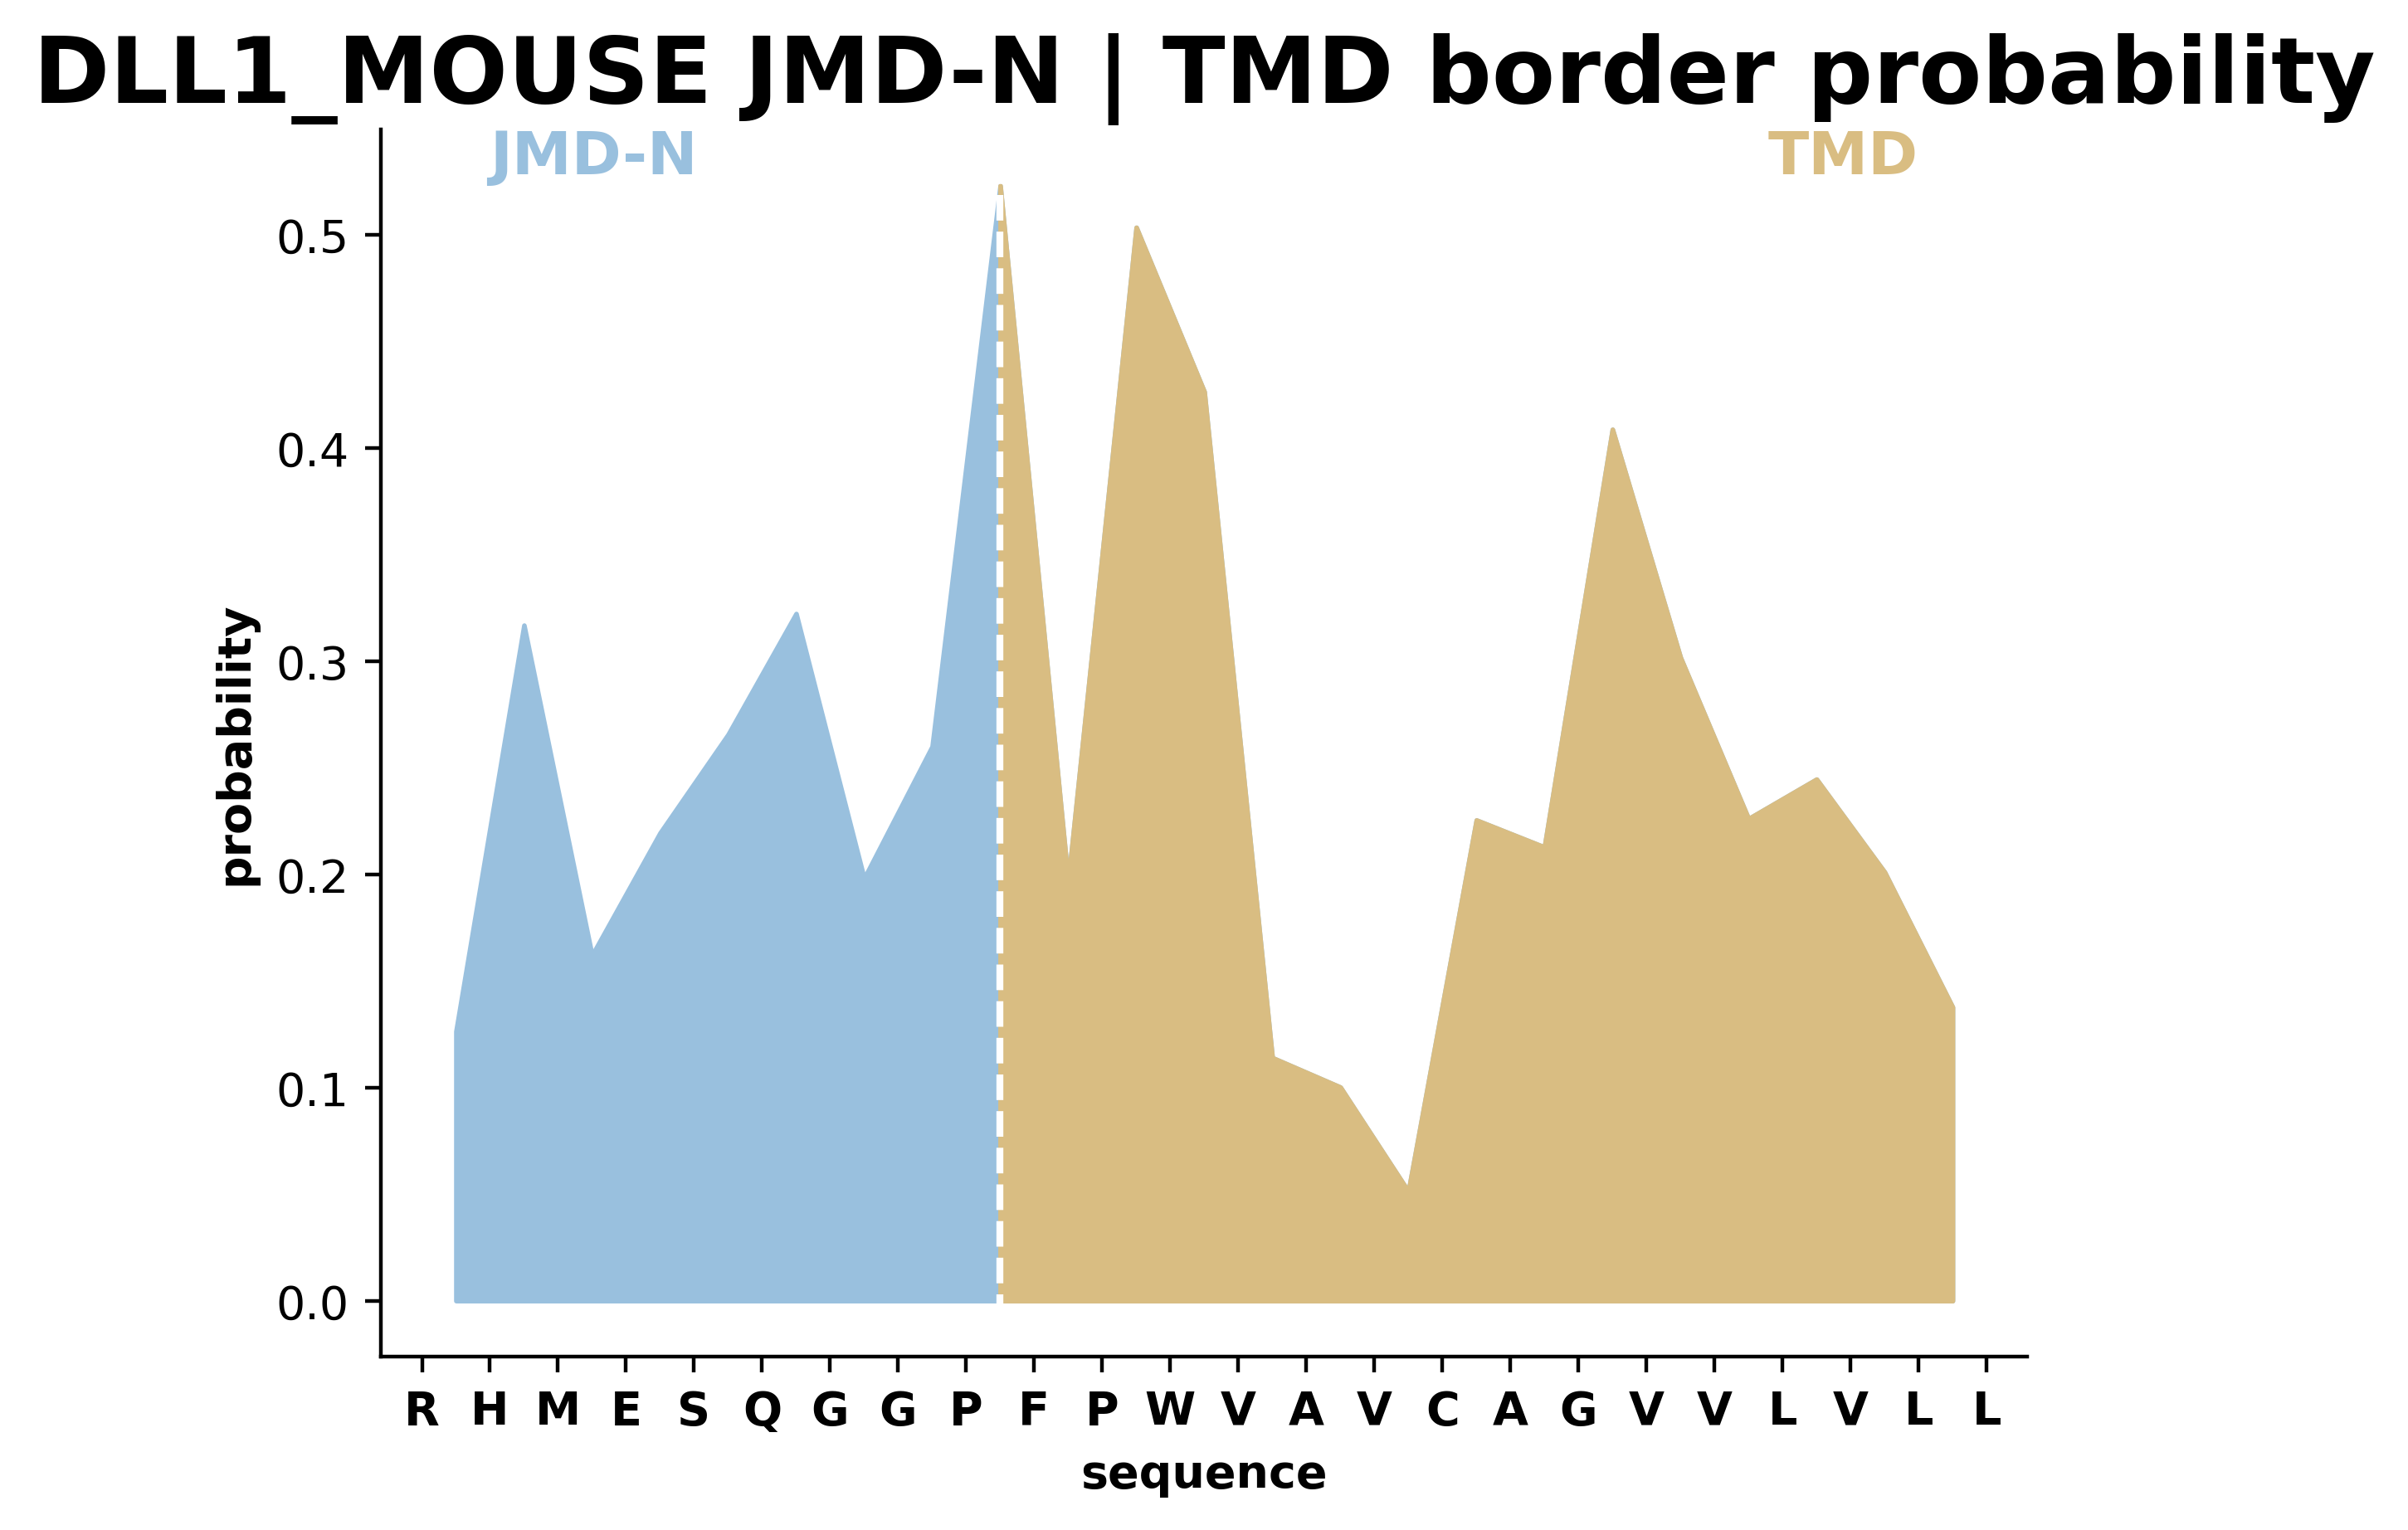 DLL1_MOUSE JMD-N | TMD border probability
JMD-N TMD
0.5
0.4
0.3
0.2
0.1
0.0
probability
R H M E S Q G G P F P W V A V C A G V V L V L L
sequence